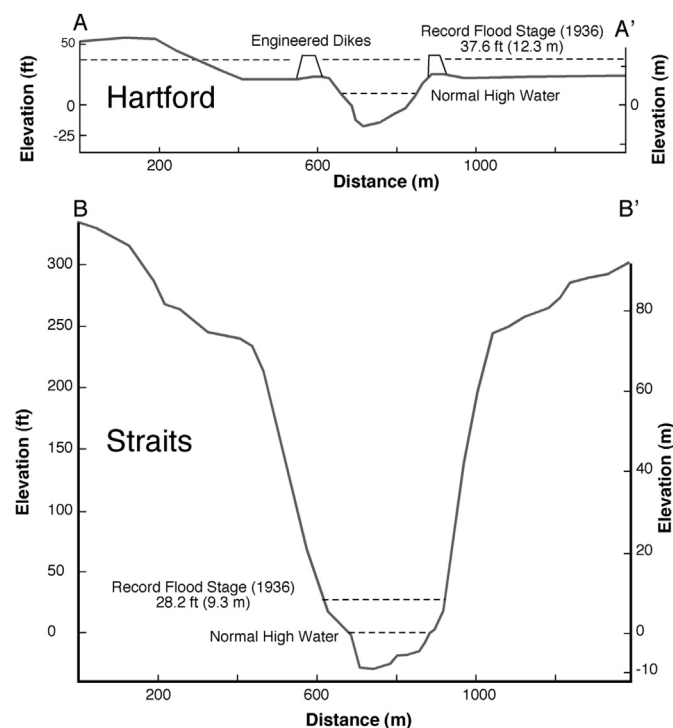 A
A'
50
0
-25
Elevation (ft)
Hartford
Engineered Dikes
Record Flood Stage (1936)
37.6 ft (12.3 m)
Normal High Water
0
Elevation (m)
200
600
1000
Distance (m)
B
B'
300
250
200
150
100
50
0
Elevation (ft)
Straits
Record Flood Stage (1936)
28.2 ft (9.3 m)
Normal High Water
80
60
40
20
0
-10
Elevation (m)
200
600
1000
Distance (m)